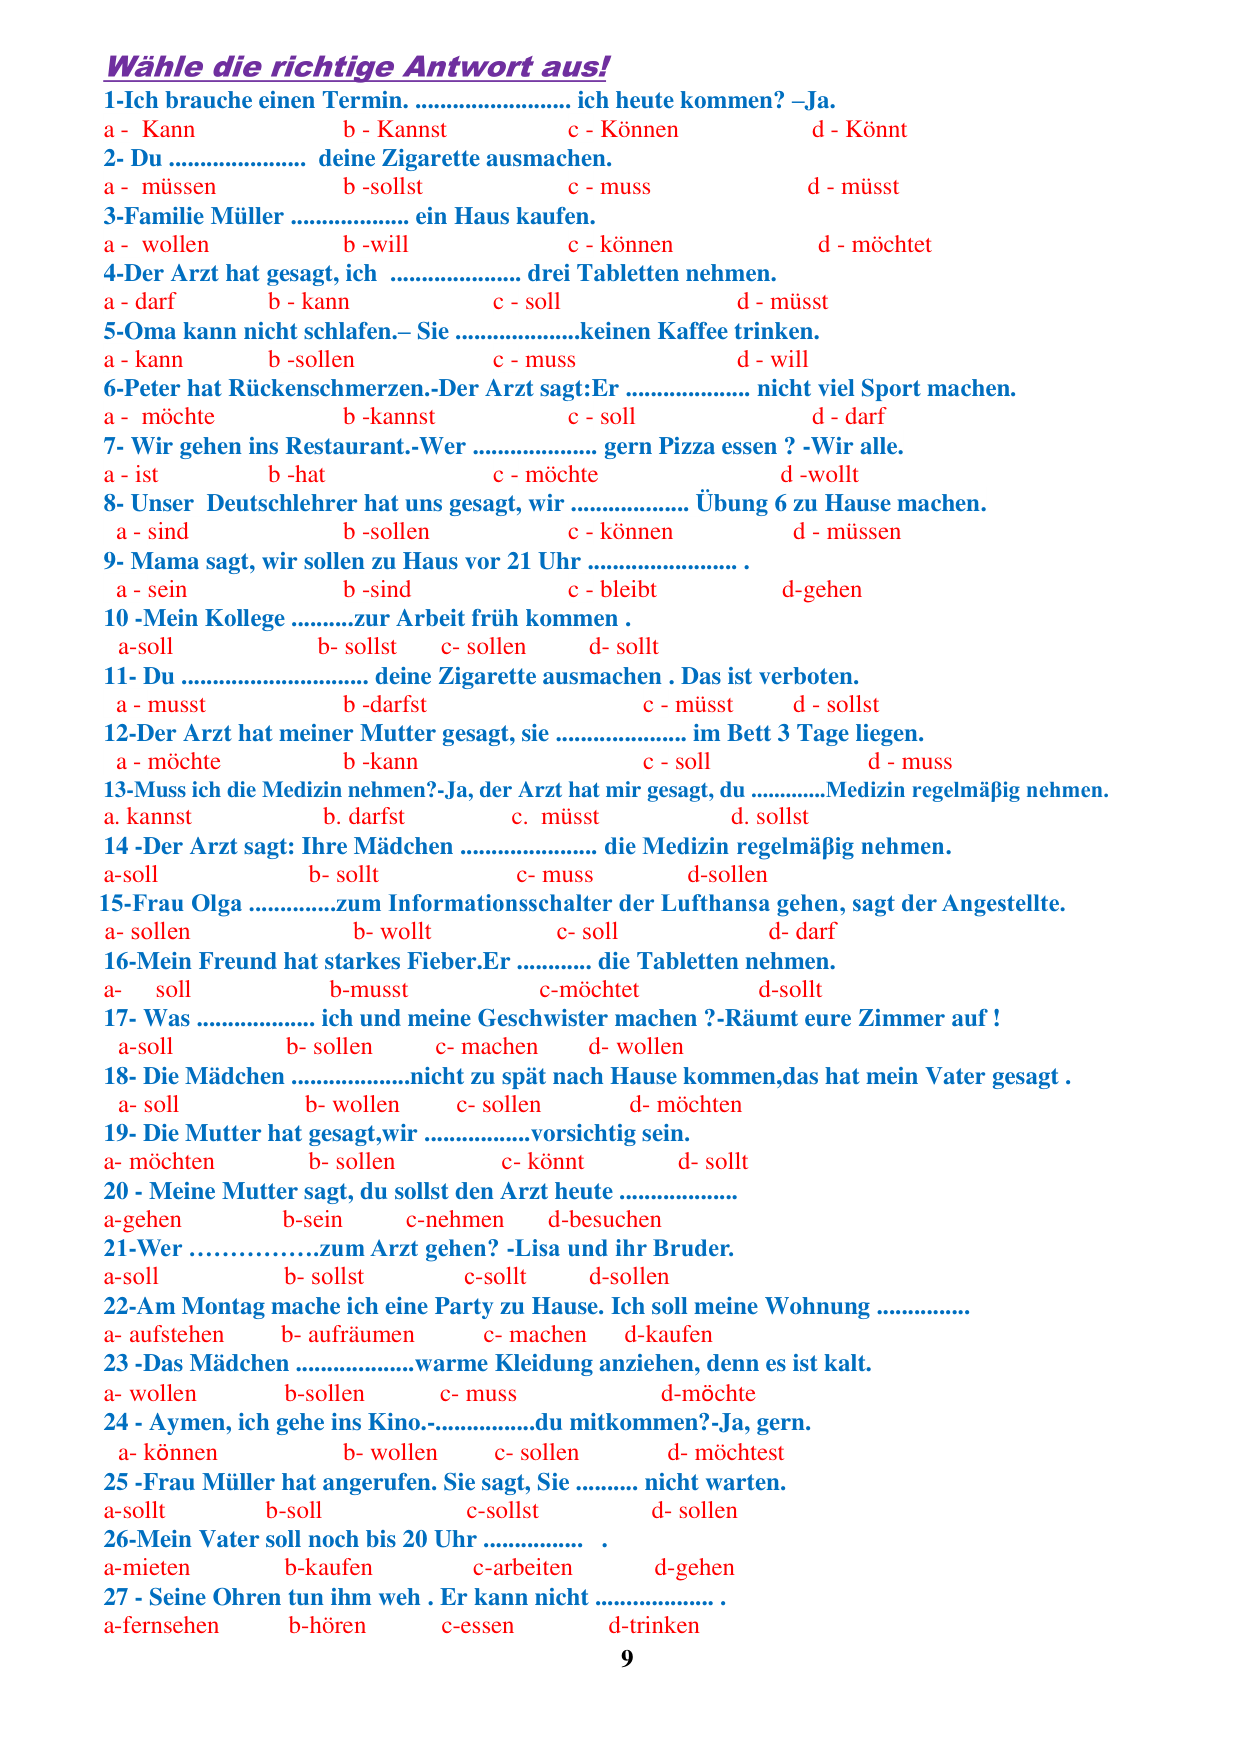 Wähle die richtige Antwort aus!
1-Ich brauche einen Termin. ......................... ich heute kommen? –Ja.
a - Kann b - Kannst c - Können d - Könnt
2- Du ...................... deine Zigarette ausmachen.
a - müssen b -sollst c - muss d - müsst
3-Familie Müller ................... ein Haus kaufen.
a - wollen b -will c - können d - möchtet
4-Der Arzt hat gesagt, ich ..................... drei Tabletten nehmen.
a - darf b - kann c - soll d - müsst
5-Oma kann nicht schlafen.– Sie ....................keinen Kaffee trinken.
a - kann b -sollen c - muss d - will
6-Peter hat Rückenschmerzen.-Der Arzt sagt:Er .................... nicht viel Sport machen.
a - möchte b -kannst c - soll d - darf
7- Wir gehen ins Restaurant.-Wer .................... gern Pizza essen ? -Wir alle.
a - ist b -hat c - möchte d -wollt
8- Unser Deutschlehrer hat uns gesagt, wir ................... Übung 6 zu Hause machen.
a - sind b -sollen c - können d - müssen
9- Mama sagt, wir sollen zu Haus vor 21 Uhr ........................ .
a - sein b -sind c - bleibt d-gehen
10 -Mein Kollege ..........zur Arbeit früh kommen .
a-soll b- sollst c- sollen d- sollt
11- Du .............................. deine Zigarette ausmachen . Das ist verboten.
a - musst b -darfst c - müsst d - sollst
12-Der Arzt hat meiner Mutter gesagt, sie ..................... im Bett 3 Tage liegen.
a - möchte b -kann c - soll d - muss
13-Muss ich die Medizin nehmen?-Ja, der Arzt hat mir gesagt, du .............Medizin regelmäβig nehmen.
a. kannst b. darfst c. müsst d. sollst
14 -Der Arzt sagt: Ihre Mädchen ...................... die Medizin regelmäβig nehmen.
a-soll b- sollt c- muss d-sollen
15-Frau Olga ..............zum Informationsschalter der Lufthansa gehen, sagt der Angestellte.
a- sollen b- wollt c- soll d- darf
16-Mein Freund hat starkes Fieber.Er ............ die Tabletten nehmen.
a- soll b-musst c-möchtet d-sollt
17- Was ................... ich und meine Geschwister machen ?-Räumt eure Zimmer auf !
a-soll b- sollen c- machen d- wollen
18- Die Mädchen ...................nicht zu spät nach Hause kommen,das hat mein Vater gesagt .
a- soll b- wollen c- sollen d- möchten
19- Die Mutter hat gesagt,wir .................vorsichtig sein.
a- möchten b- sollen c- könnt d- sollt
20 - Meine Mutter sagt, du sollst den Arzt heute ...................
a-gehen b-sein c-nehmen d-besuchen
21-Wer …………….zum Arzt gehen? -Lisa und ihr Bruder.
a-soll b- sollst c-sollt d-sollen
22-Am Montag mache ich eine Party zu Hause. Ich soll meine Wohnung ...............
a- aufstehen b- aufräumen c- machen d-kaufen
23 -Das Mädchen ...................warme Kleidung anziehen, denn es ist kalt.
a- wollen b-sollen c- muss d-möchte
24 - Aymen, ich gehe ins Kino.-................du mitkommen?-Ja, gern.
a- können b- wollen c- sollen d- möchtest
25 -Frau Müller hat angerufen. Sie sagt, Sie .......... nicht warten.
a-sollt b-soll c-sollst d- sollen
26-Mein Vater soll noch bis 20 Uhr ................ .
a-mieten b-kaufen c-arbeiten d-gehen
27 - Seine Ohren tun ihm weh . Er kann nicht ................... .
a-fernsehen b-hören c-essen d-trinken
9